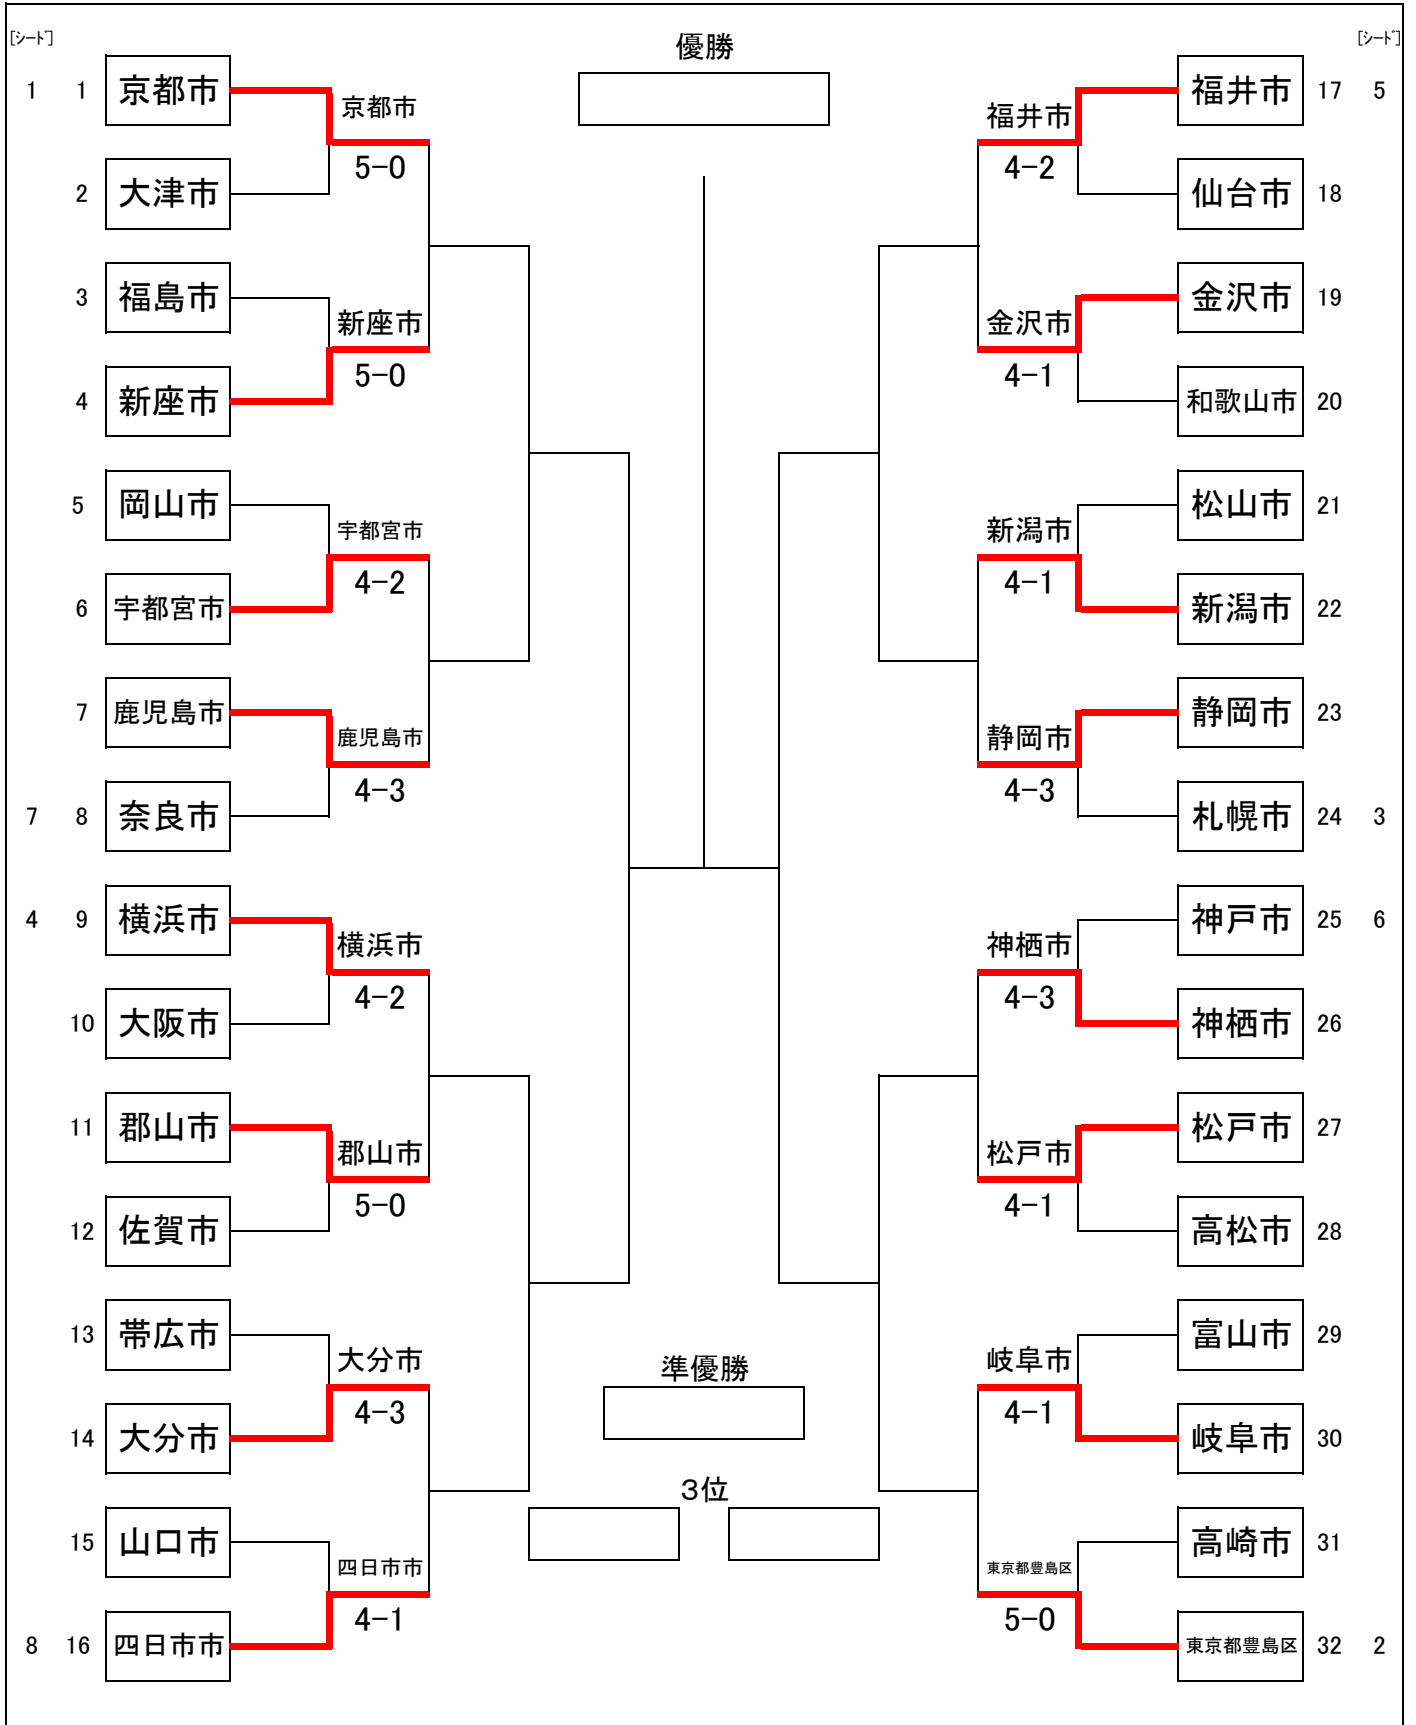 [シード]
優勝
[シード]
1 1 京都市
京都市
5-0
2 大津市
3 福島市
新座市
5-0
4 新座市
5 岡山市
宇都宮市
4-2
6 宇都宮市
7 鹿児島市
鹿児島市
4-3
7 8 奈良市
4 9 横浜市
横浜市
4-2
10 大阪市
11 郡山市
郡山市
5-0
12 佐賀市
13 帯広市
大分市
4-3
14 大分市
15 山口市
四日市市
4-1
8 16 四日市市
準優勝
3位
福井市 17 5
福井市
4-2
仙台市 18
金沢市 19
金沢市
4-1
和歌山市 20
松山市 21
新潟市
4-1
新潟市 22
静岡市 23
静岡市
4-3
札幌市 24 3
神戸市 25 6
神栖市
4-3
神栖市 26
松戸市 27
松戸市
4-1
高松市 28
富山市 29
岐阜市
4-1
岐阜市 30
高崎市 31
東京都豊島区
5-0
東京都豊島区 32 2